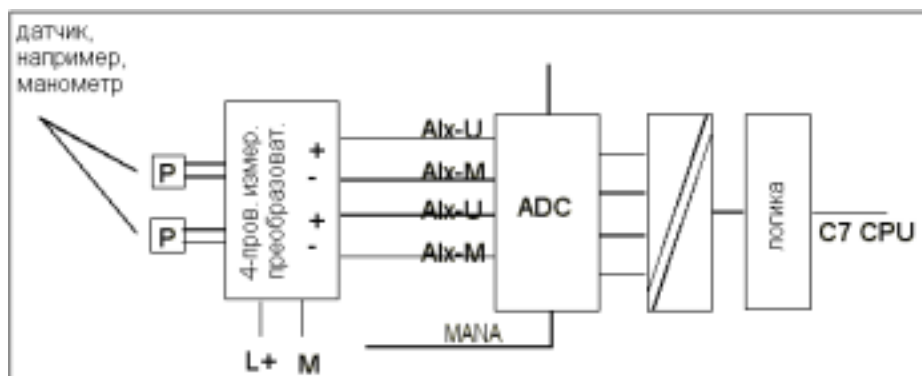 датчик,
например,
манометр
P
P
4-пров. измер.
преобразоват.
+
-
+
-
AIx-U
AIx-M
AIx-U
AIx-M
ADC
логика
C7 CPU
MANA
L+
M